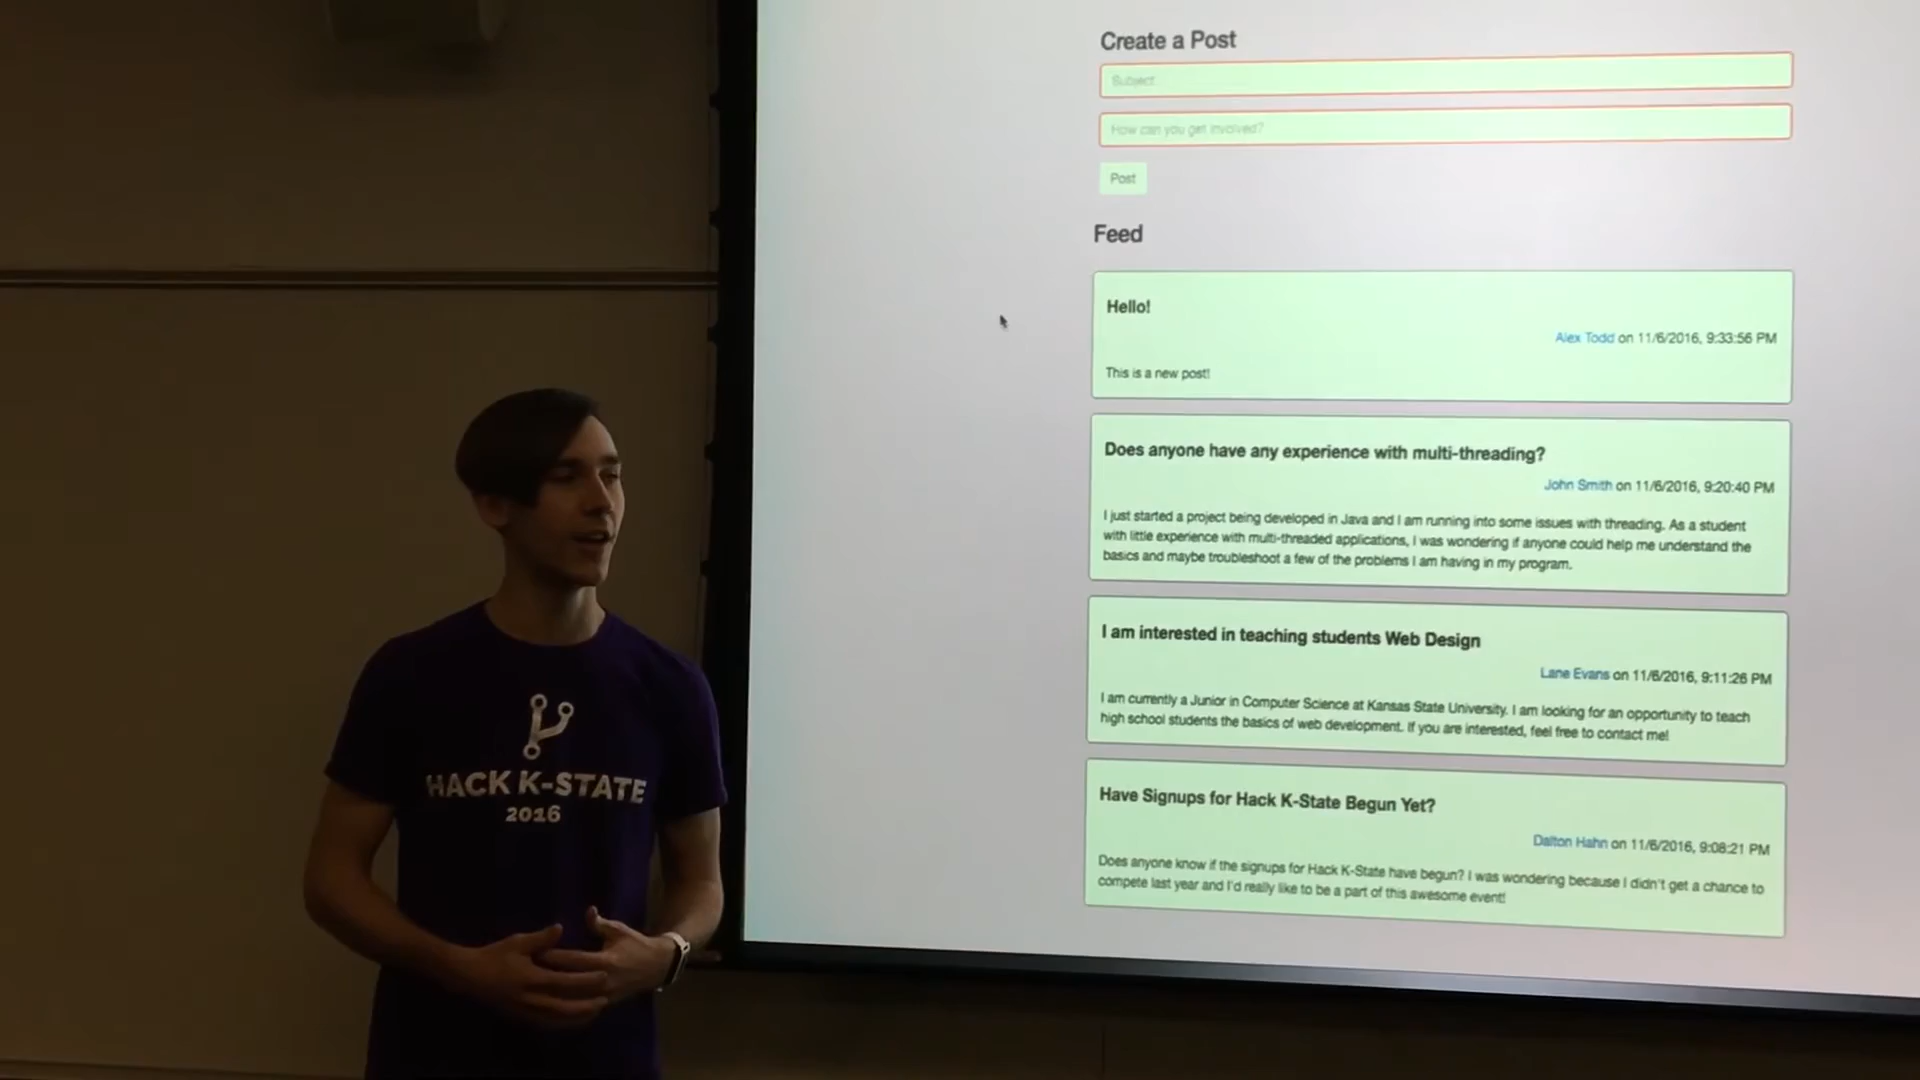 Create a Post
Subject
How can you get involved?
Post
Feed
Hello!
Alex Todd on 11/6/2016, 9:33:56 PM
This is a new post!
Does anyone have any experience with multi-threading?
John Smith on 11/6/2016, 9:20:40 PM
I just started a project being developed in Java and I am running into some issues with threading. As a student
with little experience with multi-threaded applications, I was wondering if anyone could help me understand the
basics and maybe troubleshoot a few of the problems I am having in my program.
I am interested in teaching students Web Design
Lane Evans on 11/6/2016, 9:11:26 PM
I am currently a Junior in Computer Science at Kansas State University. I am looking for an opportunity to teach
high school students the basics of web development. If you are interested, feel free to contact me!
Have Signups for Hack K-State Begun Yet?
Dalton Hahn on 11/6/2016, 9:08:21 PM
Does anyone know if the signups for Hack K-State have begun? I was wondering because I didn't get a chance to
compete last year and I'd really like to be a part of this awesome event!
HACK K-STATE
2016